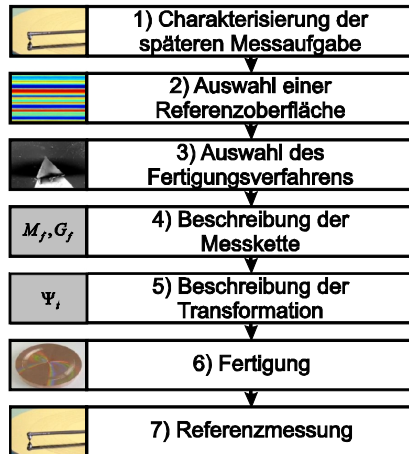 1) Charakterisierung der
späteren Messaufgabe
2) Auswahl einer
Referenzoberfläche
3) Auswahl des
Fertigungsverfahrens
M_f, G_f
4) Beschreibung der
Messkette
Ψ_t
5) Beschreibung der
Transformation
6) Fertigung
7) Referenzmessung